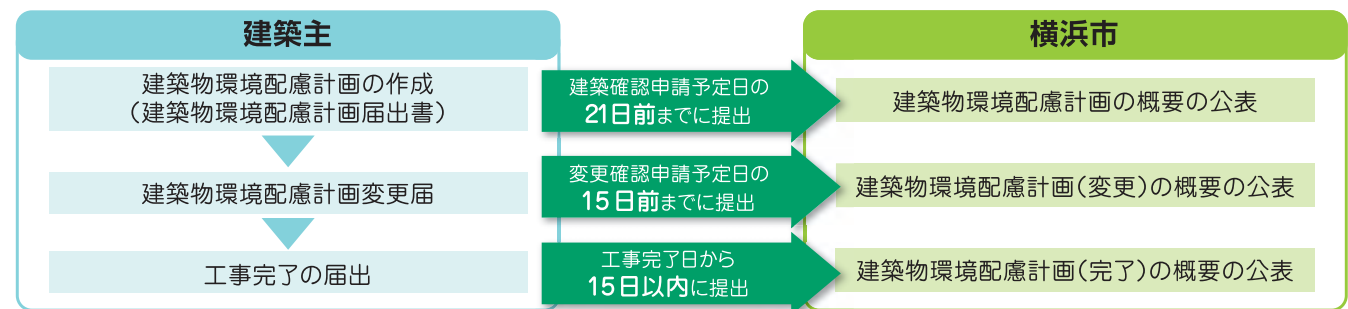 建築主
横浜市
建築物環境配慮計画の作成
（建築物環境配慮計画届出書）
建築確認申請予定日の
21日前までに提出
建築物環境配慮計画の概要の公表
建築物環境配慮計画変更届
変更確認申請予定日の
15日前までに提出
建築物環境配慮計画（変更）の概要の公表
工事完了の届出
工事完了日から
15日以内に提出
建築物環境配慮計画（完了）の概要の公表